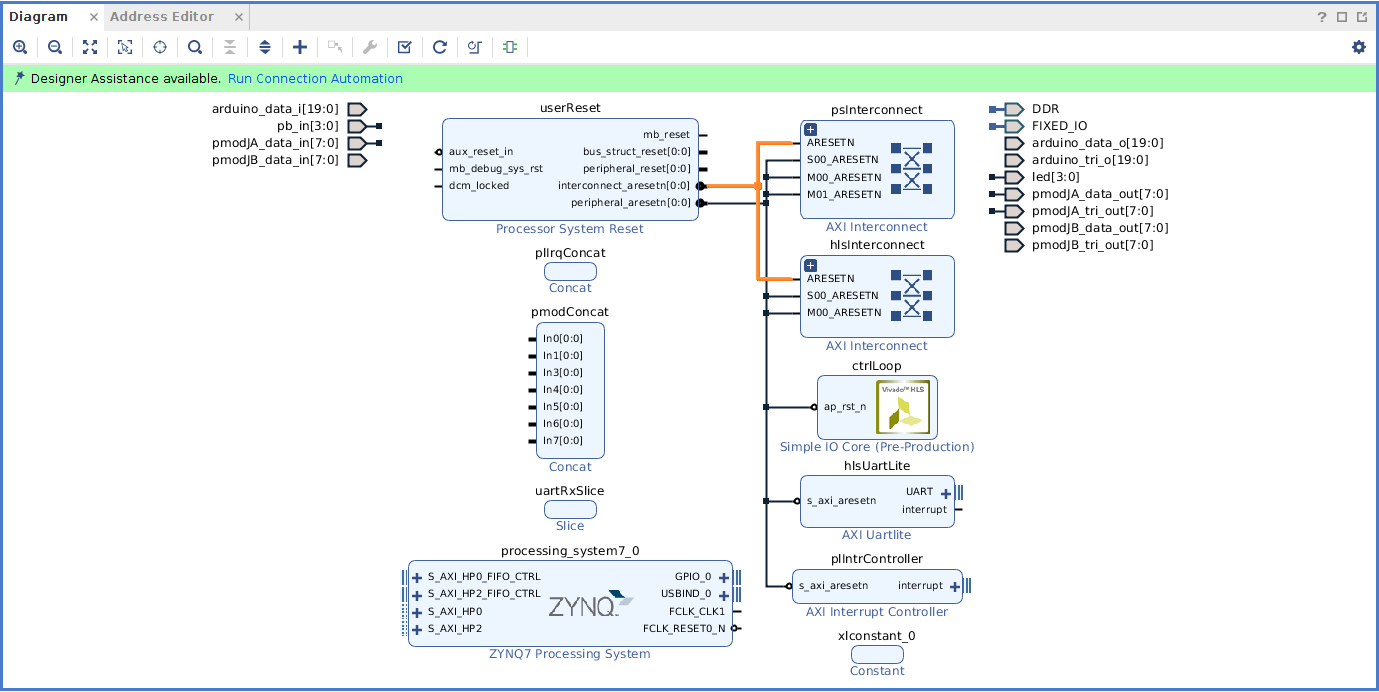 Diagram × Address Editor ×
Designer Assistance available. Run Connection Automation
arduino_data_i[19:0]
pb_in[3:0]
pmodJA_data_in[7:0]
pmodJB_data_in[7:0]
userReset
mb_reset
aux_reset_in bus_struct_reset[0:0]
mb_debug_sys_rst peripheral_reset[0:0]
dcm_locked interconnect_aresetn[0:0]
peripheral_aresetn[0:0]
Processor System Reset
plIrqConcat
Concat
pmodConcat
In0[0:0]
In1[0:0]
In3[0:0]
In4[0:0]
In5[0:0]
In6[0:0]
In7[0:0]
Concat
uartRxSlice
Slice
processing_system7_0
S_AXI_HP0_FIFO_CTRL GPIO_0
S_AXI_HP2_FIFO_CTRL USBIND_0
S_AXI_HP0 FCLK_CLK1
S_AXI_HP2 FCLK_RESET0_N
ZYNQ
ZYNQ7 Processing System
psInterconnect
ARESETN
S00_ARESETN
M00_ARESETN
M01_ARESETN
AXI Interconnect
hlsInterconnect
ARESETN
S00_ARESETN
M00_ARESETN
AXI Interconnect
ctrlLoop
ap_rst_n
Vivado™ HLS
Simple IO Core (Pre-Production)
hlsUartLite
UART
s_axi_aresetn
interrupt
AXI Uartlite
plIntrController
s_axi_aresetn interrupt
AXI Interrupt Controller
xlconstant_0
Constant
DDR
FIXED_IO
arduino_data_o[19:0]
arduino_tri_o[19:0]
led[3:0]
pmodJA_data_out[7:0]
pmodJA_tri_out[7:0]
pmodJB_data_out[7:0]
pmodJB_tri_out[7:0]